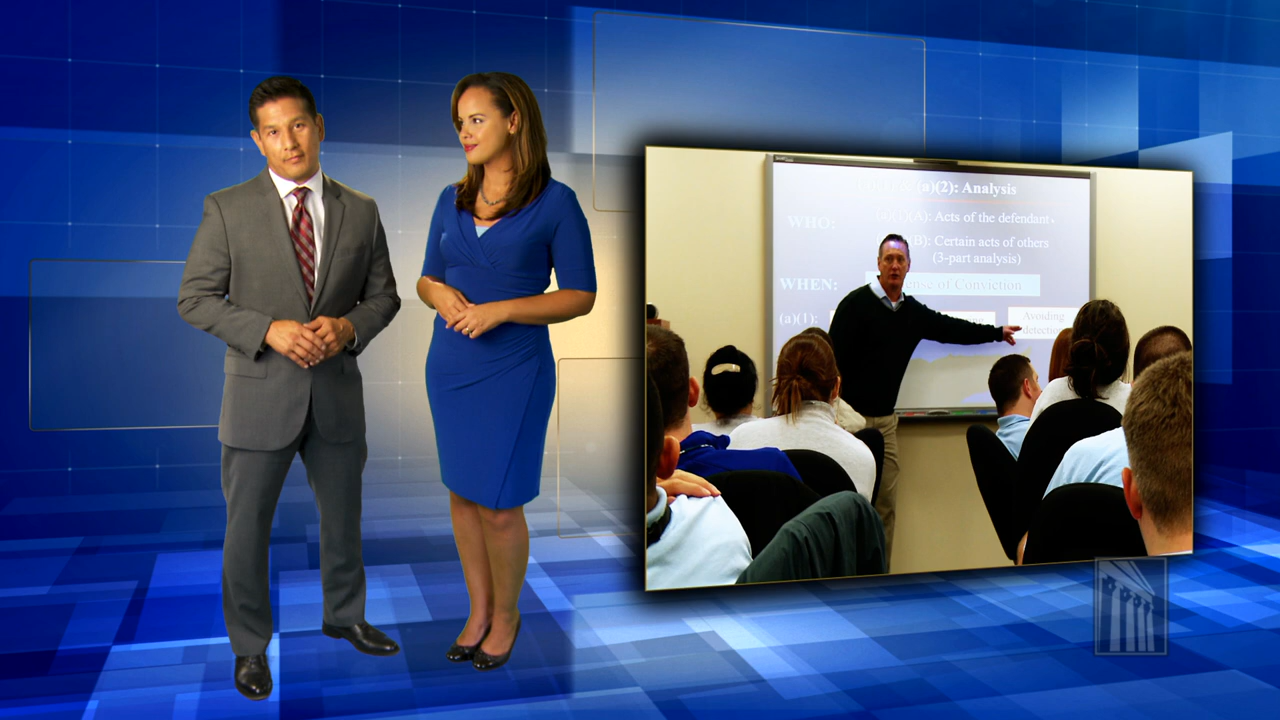 (a)(2): Analysis
WHO:
(A): Acts of the defendant
(B): Certain acts of others
(3-part analysis)
WHEN:
of Conviction
(a)(1):
Avoiding
detection